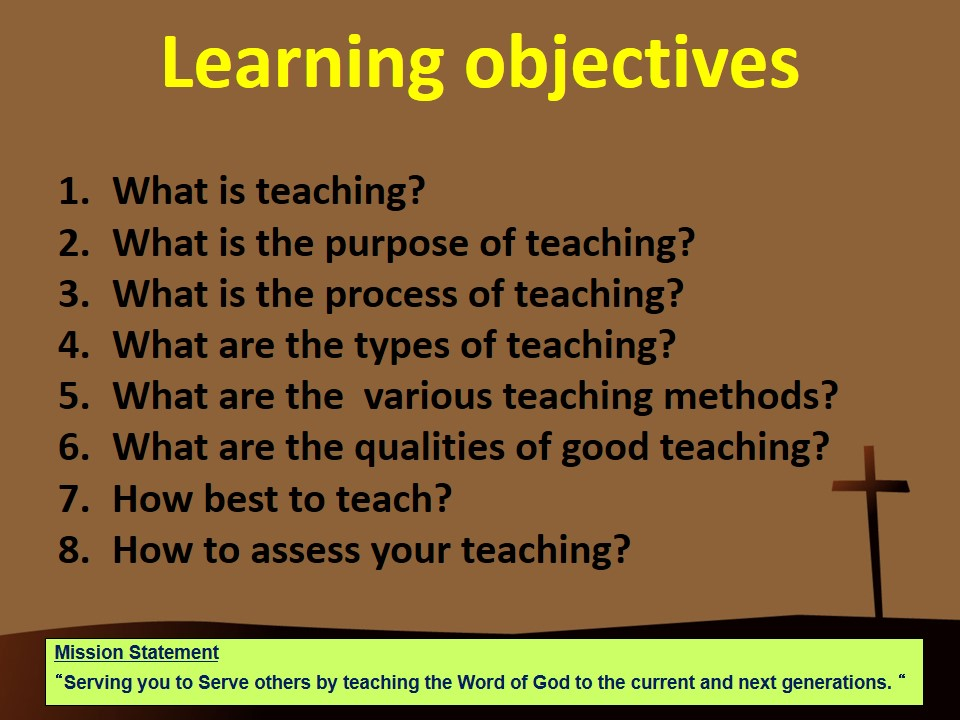 Learning objectives
1. What is teaching?
2. What is the purpose of teaching?
3. What is the process of teaching?
4. What are the types of teaching?
5. What are the  various teaching methods?
6. What are the qualities of good teaching?
7. How best to teach?
8. How to assess your teaching?
Mission Statement
“Serving you to Serve others by teaching the Word of God to the current and next generations. “